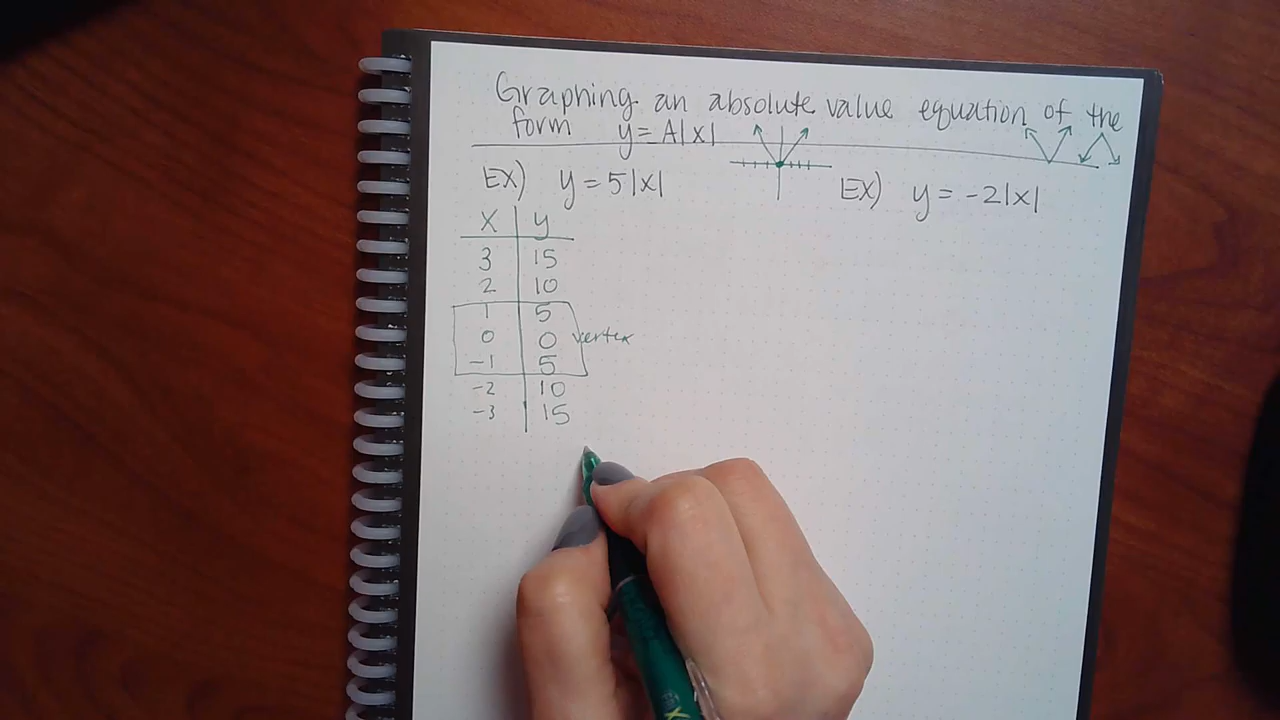 Graphing an absolute value equation of the
form y = A|x|
EX) y = 5|x|
EX) y = -2|x|
x y
3 15
2 10
1 5
0 0 vertex
-1 5
-2 10
-3 15